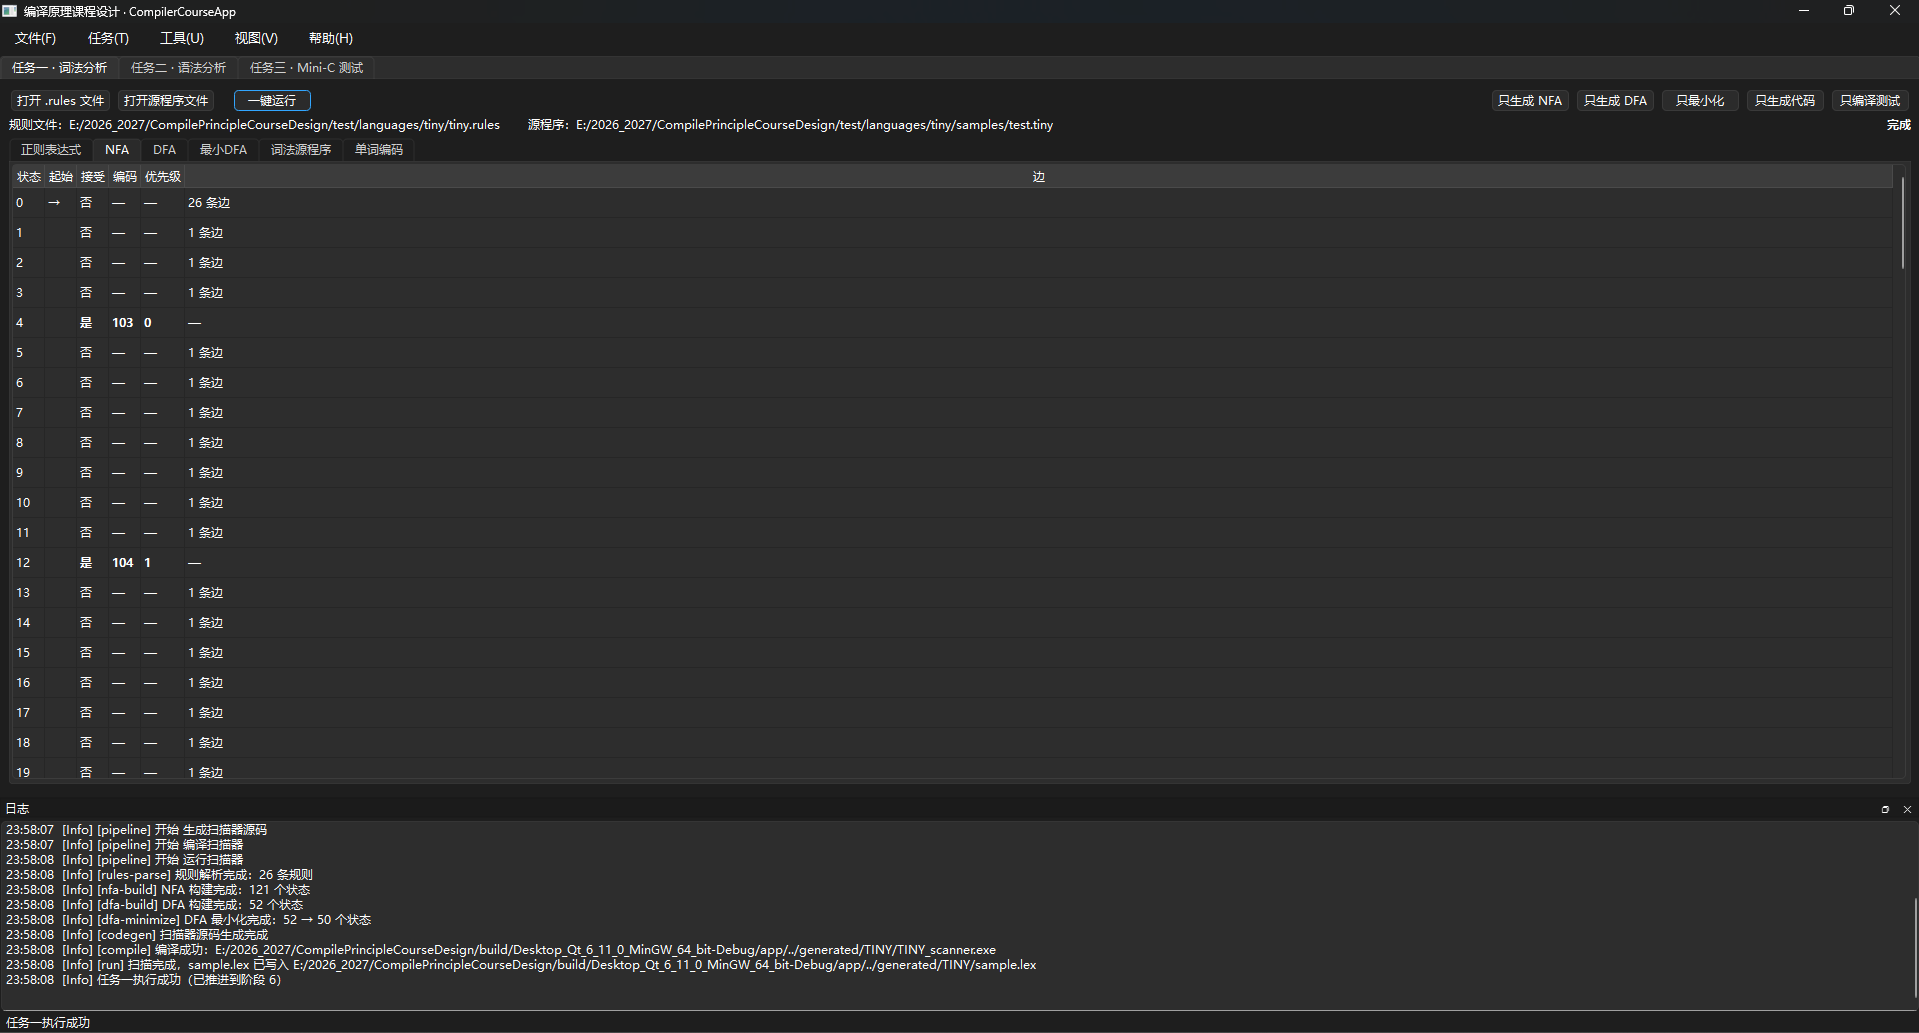 编译原理课程设计 · CompilerCourseApp
文件(F) 任务(T) 工具(U) 视图(V) 帮助(H)
任务一 · 词法分析 任务二 · 语法分析 任务三 · Mini-C 测试
打开 .rules 文件 打开源程序文件 一键运行 只生成 NFA 只生成 DFA 只最小化 只生成代码 只编译测试
规则文件：E:/2026_2027/CompilePrincipleCourseDesign/test/languages/tiny/tiny.rules 源程序：E:/2026_2027/CompilePrincipleCourseDesign/test/languages/tiny/samples/test.tiny 完成
正则表达式 NFA DFA 最小DFA 词法源程序 单词编码
状态 起始 接受 编码 优先级 边
0 → 否 — — 26 条边
1 否 — — 1 条边
2 否 — — 1 条边
3 否 — — 1 条边
4 是 103 0 —
5 否 — — 1 条边
6 否 — — 1 条边
7 否 — — 1 条边
8 否 — — 1 条边
9 否 — — 1 条边
10 否 — — 1 条边
11 否 — — 1 条边
12 是 104 1 —
13 否 — — 1 条边
14 否 — — 1 条边
15 否 — — 1 条边
16 否 — — 1 条边
17 否 — — 1 条边
18 否 — — 1 条边
19 否 — — 1 条边
日志
23:58:07 [Info] [pipeline] 开始 生成扫描器源码
23:58:07 [Info] [pipeline] 开始 编译扫描器
23:58:08 [Info] [pipeline] 开始 运行扫描器
23:58:08 [Info] [rules-parse] 规则解析完成：26 条规则
23:58:08 [Info] [nfa-build] NFA 构建完成：121 个状态
23:58:08 [Info] [dfa-build] DFA 构建完成：52 个状态
23:58:08 [Info] [dfa-minimize] DFA 最小化完成：52 → 50 个状态
23:58:08 [Info] [codegen] 扫描器源码生成完成
23:58:08 [Info] [compile] 编译成功：E:/2026_2027/CompilePrincipleCourseDesign/build/Desktop_Qt_6_11_0_MinGW_64_bit-Debug/app/../generated/TINY/TINY_scanner.exe
23:58:08 [Info] [run] 扫描完成，sample.lex 已写入 E:/2026_2027/CompilePrincipleCourseDesign/build/Desktop_Qt_6_11_0_MinGW_64_bit-Debug/app/../generated/TINY/sample.lex
23:58:08 [Info] 任务一执行成功（已推进到阶段 6）
任务一执行成功